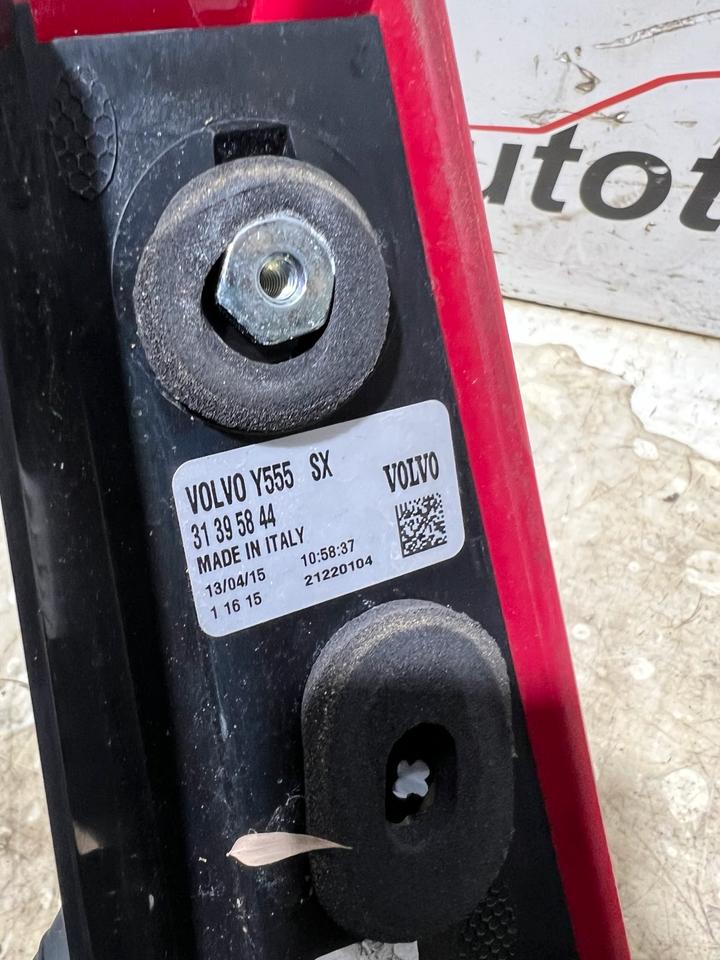 utot
VOLVO Y555 SX
VOLVO
31 39 58 44
MADE IN ITALY
13/04/15 10:58:37
1 16 15 21220104